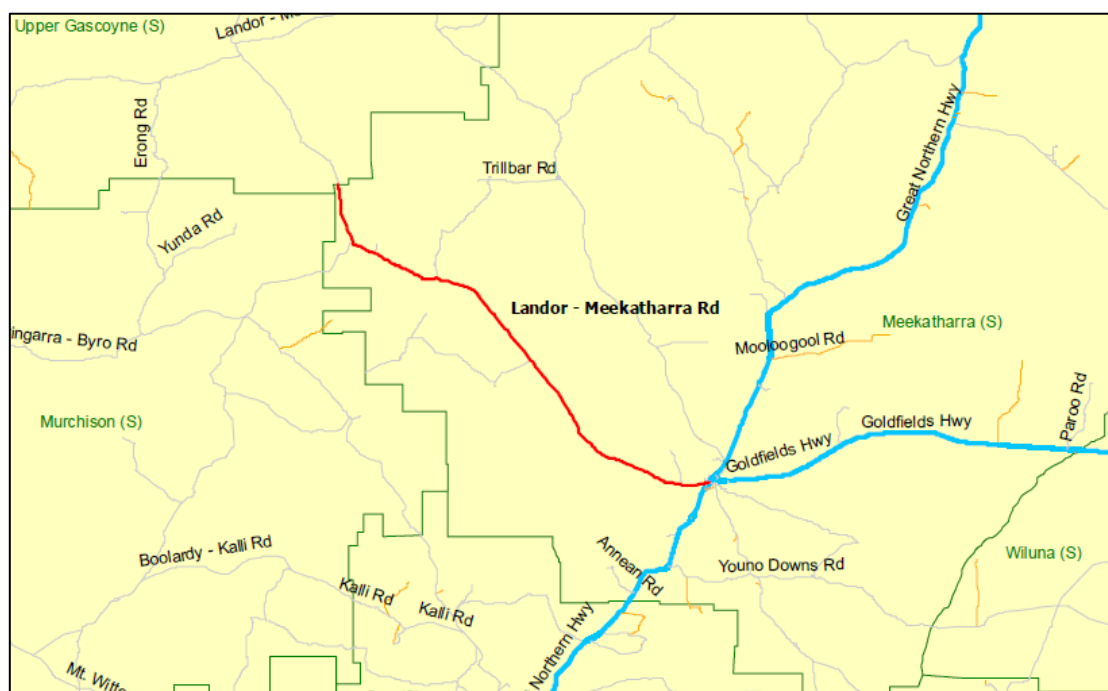 Upper Gascoyne (S)
Landor - M
Erong Rd
Trillbar Rd
Great Northern Hwy
Yunda Rd
Landor - Meekatharra Rd
Meekatharra (S)
ingarra - Byro Rd
Mooloogool Rd
Murchison (S)
Goldfields Hwy
Paroo Rd
Goldfields Hwy
Boolardy - Kalli Rd
Annean Rd
Youno Downs Rd
Wiluna (S)
Kalli Rd
Kalli Rd
Northern Hwy
Mt. Witte